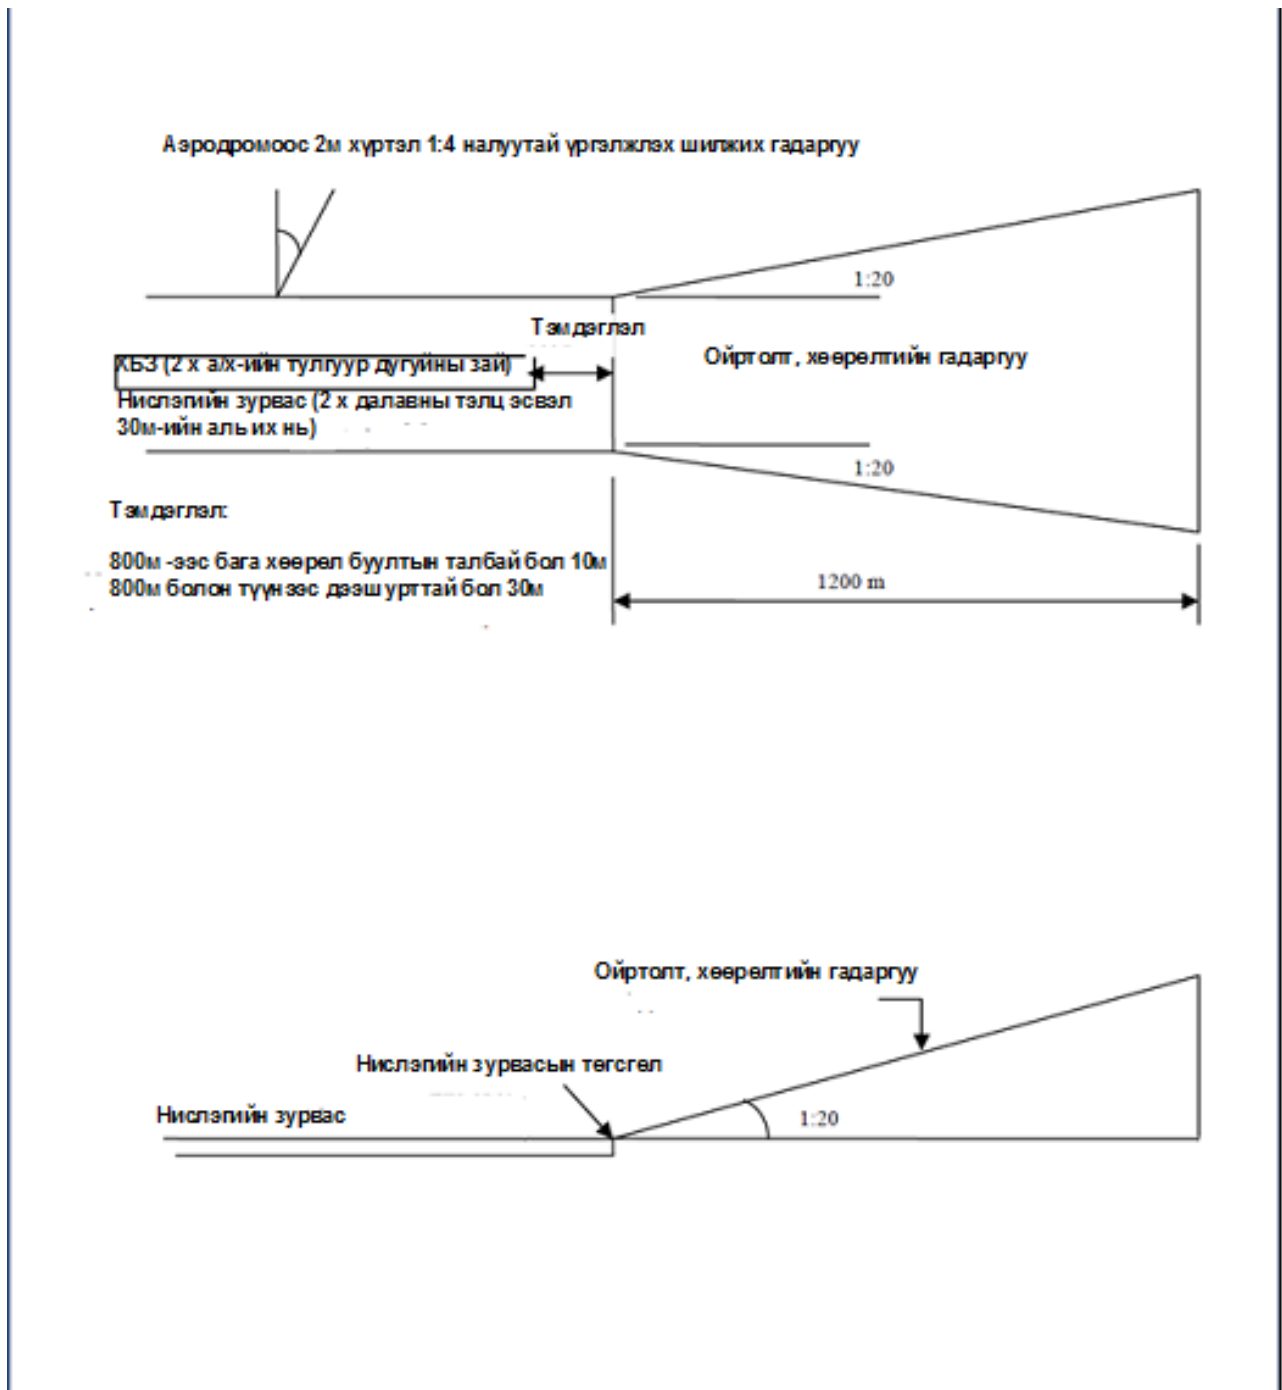 Аэродромоос 2м хүртэл 1:4 налуутай үргэлжлэх шилжих гадаргуу
1:20
Тэмдэглэл
ХБЗ (2 х а/х-ийн тулгуур дугуйны зай)
Ойртолт, хөөрөлтийн гадаргуу
Нислэгийн зурвас (2 х далавны тэлц эсвэл
30м-ийн аль их нь)
1:20
Тэмдэглэл:
800м -ээс бага хөөрөл буултын талбай бол 10м
800м болон түүнээс дээш урттай бол 30м
1200 m
Ойртолт, хөөрөлтийн гадаргуу
Нислэгийн зурвасын төгсгөл
Нислэгийн зурвас
1:20